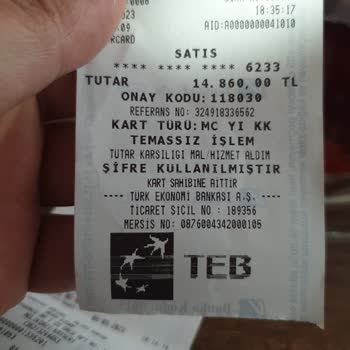 18:35:17
AID:A0000000041010
SATIS
**** **** **** 6233
TUTAR 14.860,00 TL
ONAY KODU:118030
REFERANS NO: 324918336562
KART TÜRÜ:MC YI KK
TEMASSIZ İŞLEM
TUTAR KARSILIGI MAL/HIZMET ALDIM
ŞİFRE KULLANILMIŞTIR
KART SAHIBINE AITTIR
---- TÜRK EKONOMI BANKASI A.Ş. ----
TICARET SICIL NO : 189356
MERSIS NO: 0876004342000105
TEB